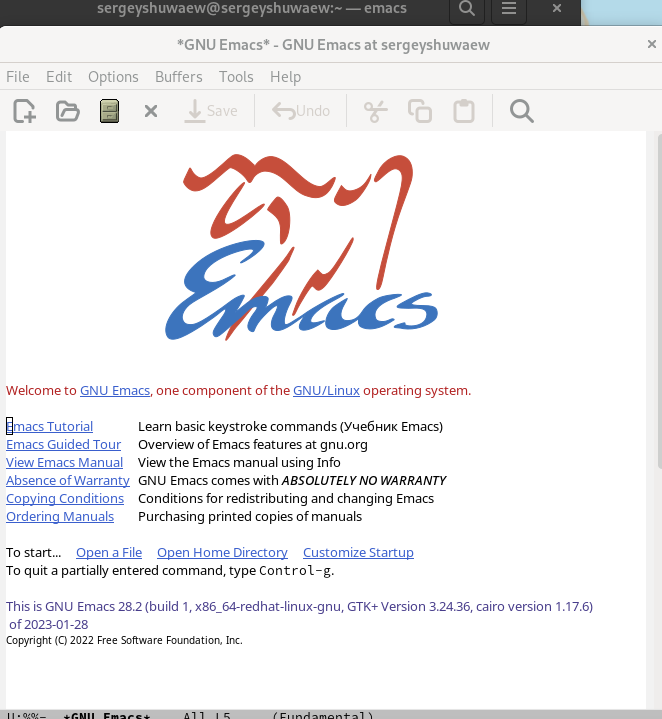 sergeyshuwaew@sergeyshuwaew:~ — emacs
*GNU Emacs* - GNU Emacs at sergeyshuwaew
File Edit Options Buffers Tools Help
Save Undo
Emacs
Welcome to GNU Emacs, one component of the GNU/Linux operating system.
Emacs Tutorial Learn basic keystroke commands (Учебник Emacs)
Emacs Guided Tour Overview of Emacs features at gnu.org
View Emacs Manual View the Emacs manual using Info
Absence of Warranty GNU Emacs comes with ABSOLUTELY NO WARRANTY
Copying Conditions Conditions for redistributing and changing Emacs
Ordering Manuals Purchasing printed copies of manuals
To start... Open a File Open Home Directory Customize Startup
To quit a partially entered command, type Control-g.
This is GNU Emacs 28.2 (build 1, x86_64-redhat-linux-gnu, GTK+ Version 3.24.36, cairo version 1.17.6)
of 2023-01-28
Copyright (C) 2022 Free Software Foundation, Inc.
U:%%- *GNU Emacs* All L5 (Fundamental)